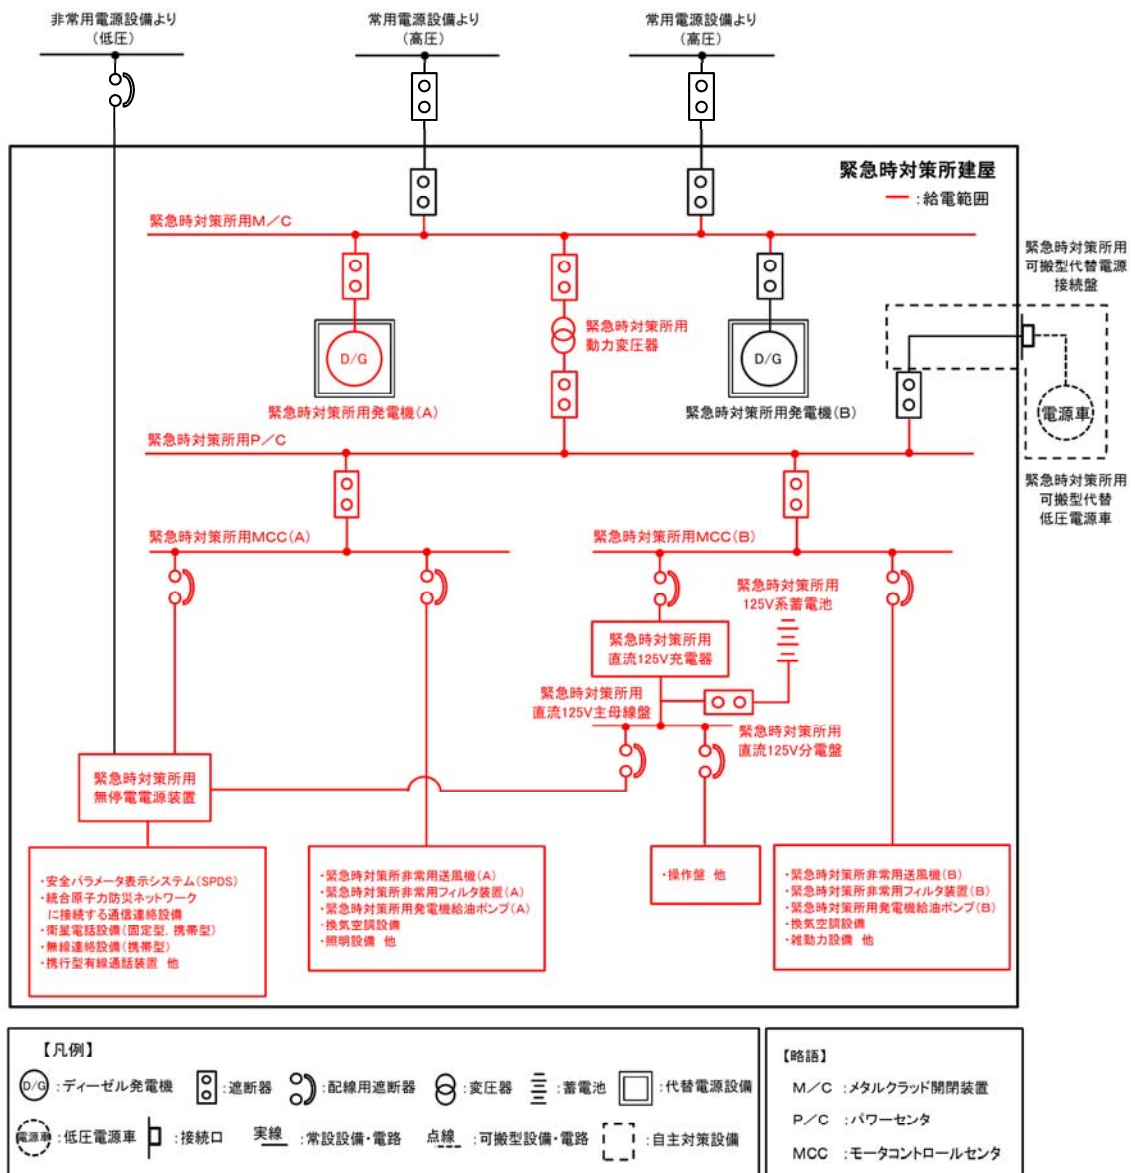 非常用電源設備より
(低圧)
常用電源設備より
(高圧)
常用電源設備より
(高圧)
緊急時対策所建屋
:給電範囲
緊急時対策所用M/C
緊急時対策所用
可搬型代替電源
接続盤
緊急時対策所用
動力変圧器
D/G
D/G
緊急時対策所用発電機(A)
緊急時対策所用発電機(B)
電源車
緊急時対策所用P/C
緊急時対策所用
可搬型代替
低圧電源車
緊急時対策所用MCC(A)
緊急時対策所用MCC(B)
緊急時対策所用
125V系蓄電池
緊急時対策所用
直流125V充電器
緊急時対策所用
直流125V主母線盤
緊急時対策所用
直流125V分電盤
緊急時対策所用
無停電電源装置
・安全パラメータ表示システム(SPDS)
・統合原子力防災ネットワーク
に接続する通信連絡設備
・衛星電話設備(固定型, 携帯型)
・無線連絡設備(携帯型)
・携行型有線通話装置 他
・緊急時対策所非常用送風機(A)
・緊急時対策所非常用フィルタ装置(A)
・緊急時対策所用発電機給油ポンプ(A)
・換気空調設備
・照明設備 他
・操作盤 他
・緊急時対策所非常用送風機(B)
・緊急時対策所非常用フィルタ装置(B)
・緊急時対策所用発電機給油ポンプ(B)
・換気空調設備
・雑動力設備 他
【凡例】
D/G :ディーゼル発電機 :遮断器 :配線用遮断器 :変圧器 :蓄電池 :代替電源設備
電源車 :低圧電源車 :接続口 実線 :常設設備・電路 点線 :可搬型設備・電路 :自主対策設備
【略語】
M/C :メタルクラッド開閉装置
P/C :パワーセンタ
MCC :モータコントロールセンタ